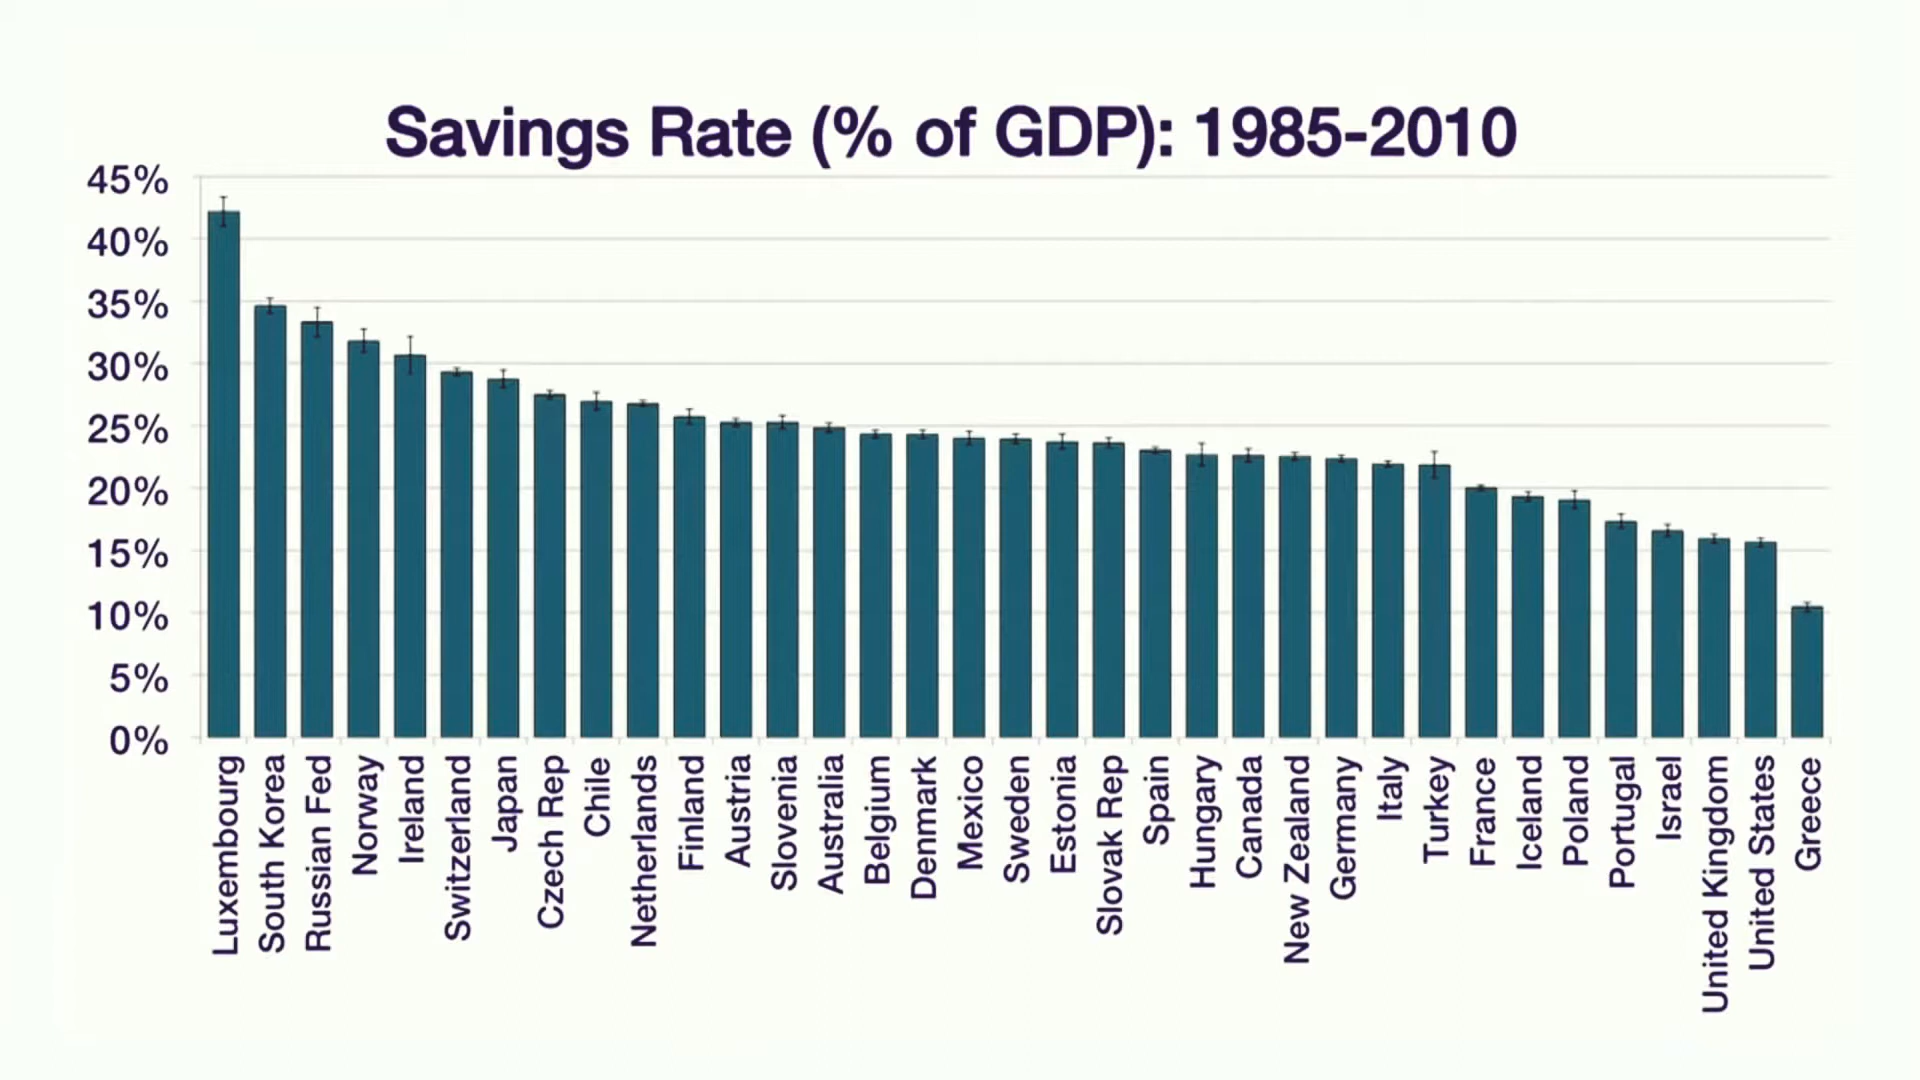 Savings Rate (% of GDP): 1985-2010
45%
40%
35%
30%
25%
20%
15%
10%
5%
0%
Luxembourg
South Korea
Russian Fed
Norway
Ireland
Switzerland
Japan
Czech Rep
Chile
Netherlands
Finland
Austria
Slovenia
Australia
Belgium
Denmark
Mexico
Sweden
Estonia
Slovak Rep
Spain
Hungary
Canada
New Zealand
Germany
Italy
Turkey
France
Iceland
Poland
Portugal
Israel
United Kingdom
United States
Greece